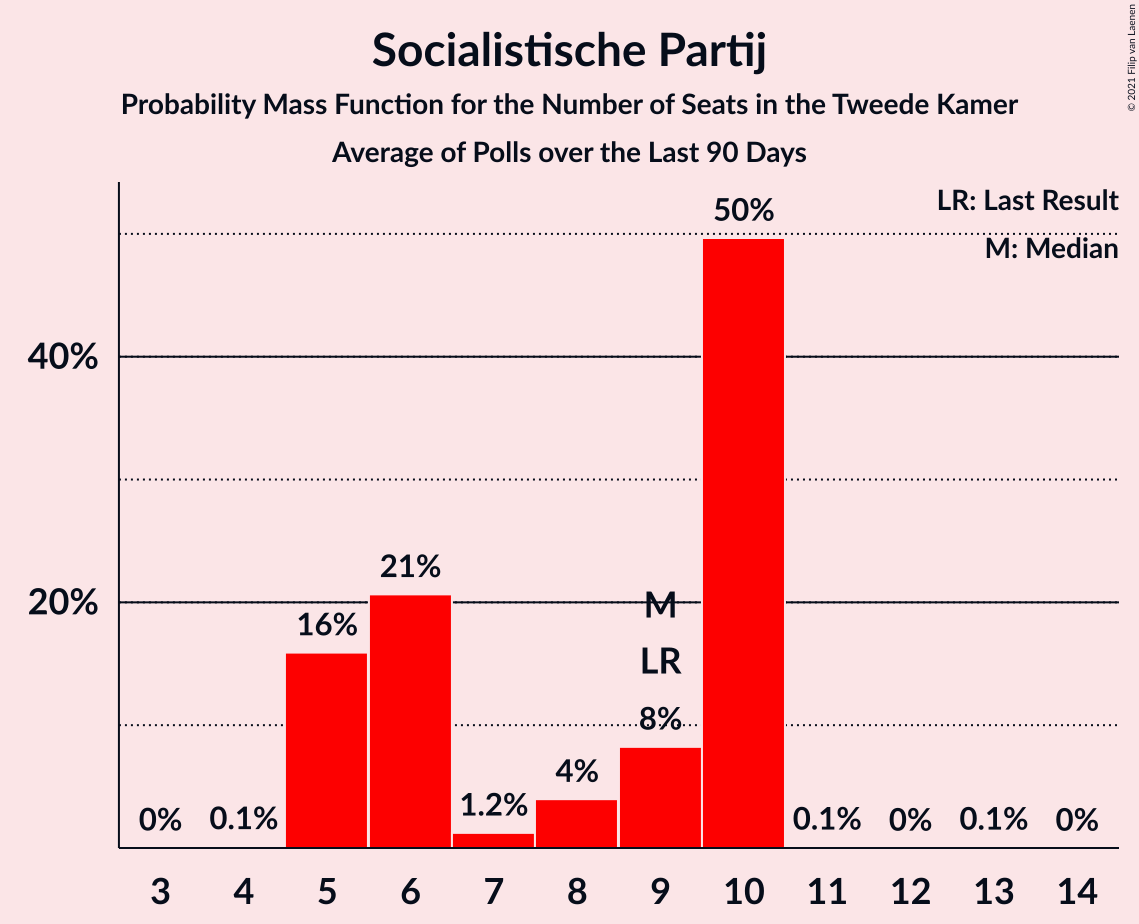 Socialistische Partij
Probability Mass Function for the Number of Seats in the Tweede Kamer
Average of Polls over the Last 90 Days
© 2021 Filip van Laenen
LR: Last Result
M: Median
50%
40%
21%
20%
16%
M
LR
8%
4%
1.2%
0% 0.1% 0.1% 0% 0.1% 0%
3 4 5 6 7 8 9 10 11 12 13 14